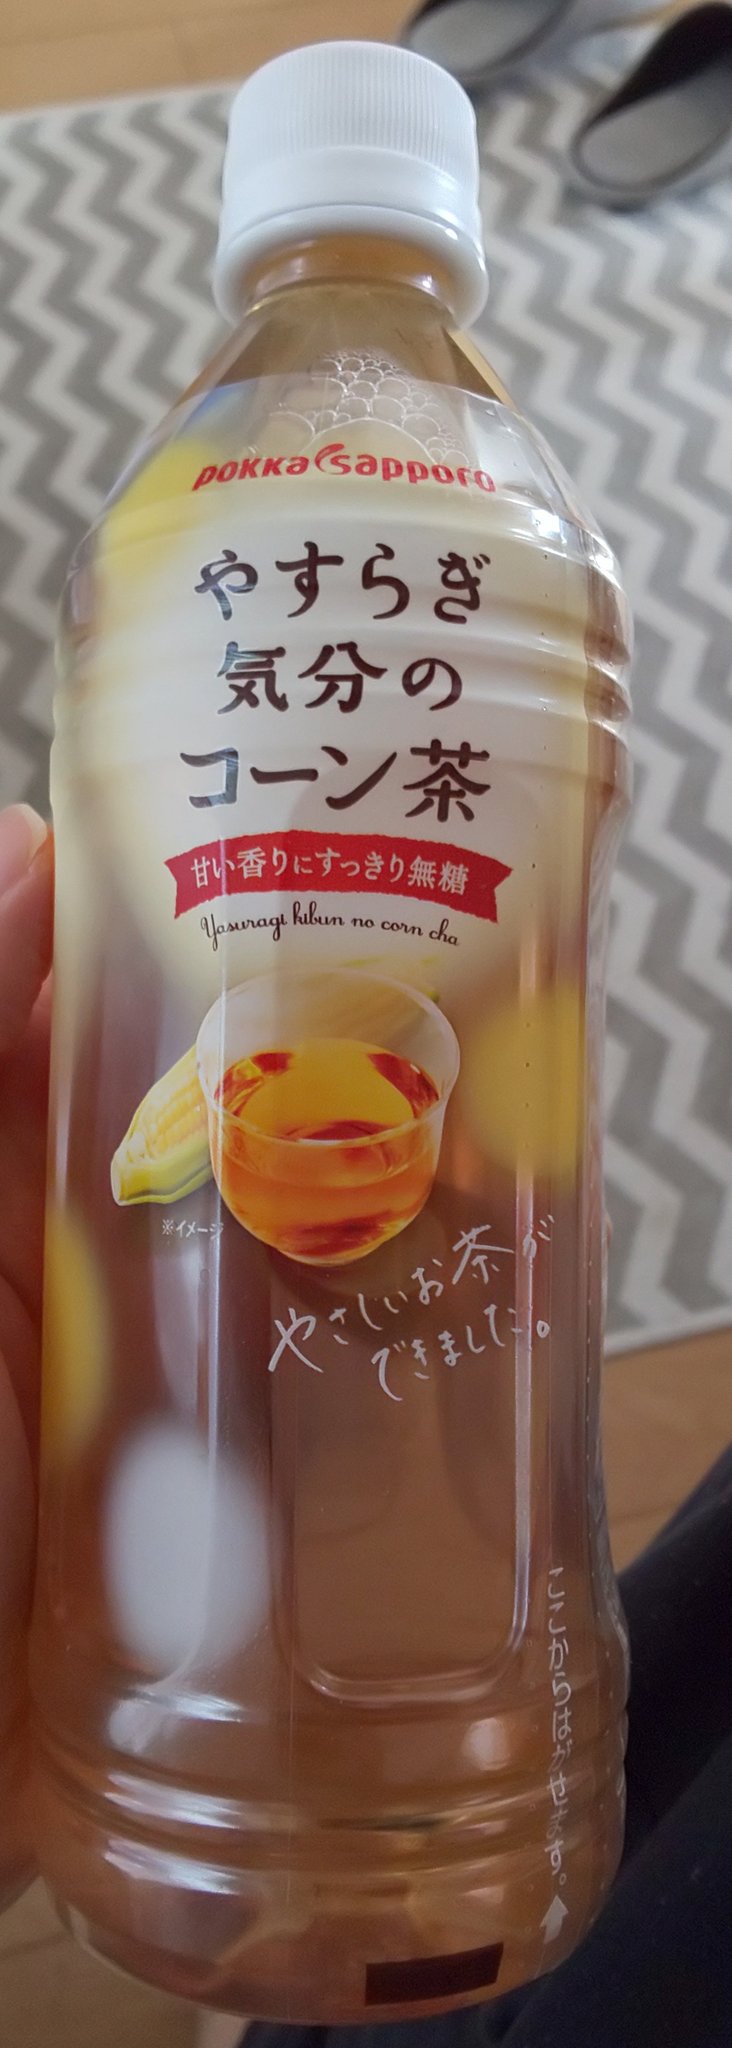 POKKA sapporo
やすらぎ
気分の
コーン茶
甘い香りにすっきり無糖
Yasuragi kibun no corn cha
※イメージ
やさしいお茶が
できました。
ここからはがせます。